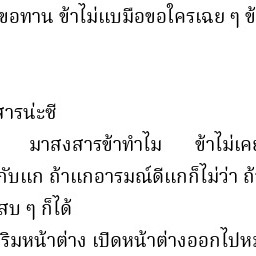 ขอทาน ข้าไม่แบมือขอใครเฉย ๆ ข้
สารน่ะซี
มาสงสารข้าทำไม ข้าไม่เคย
กับแก ถ้าแกอารมณ์ดีแกก็ไม่ว่า ถ้
สบ ๆ ก็ได้
ริมหน้าต่าง เปิดหน้าต่างออกไปหม